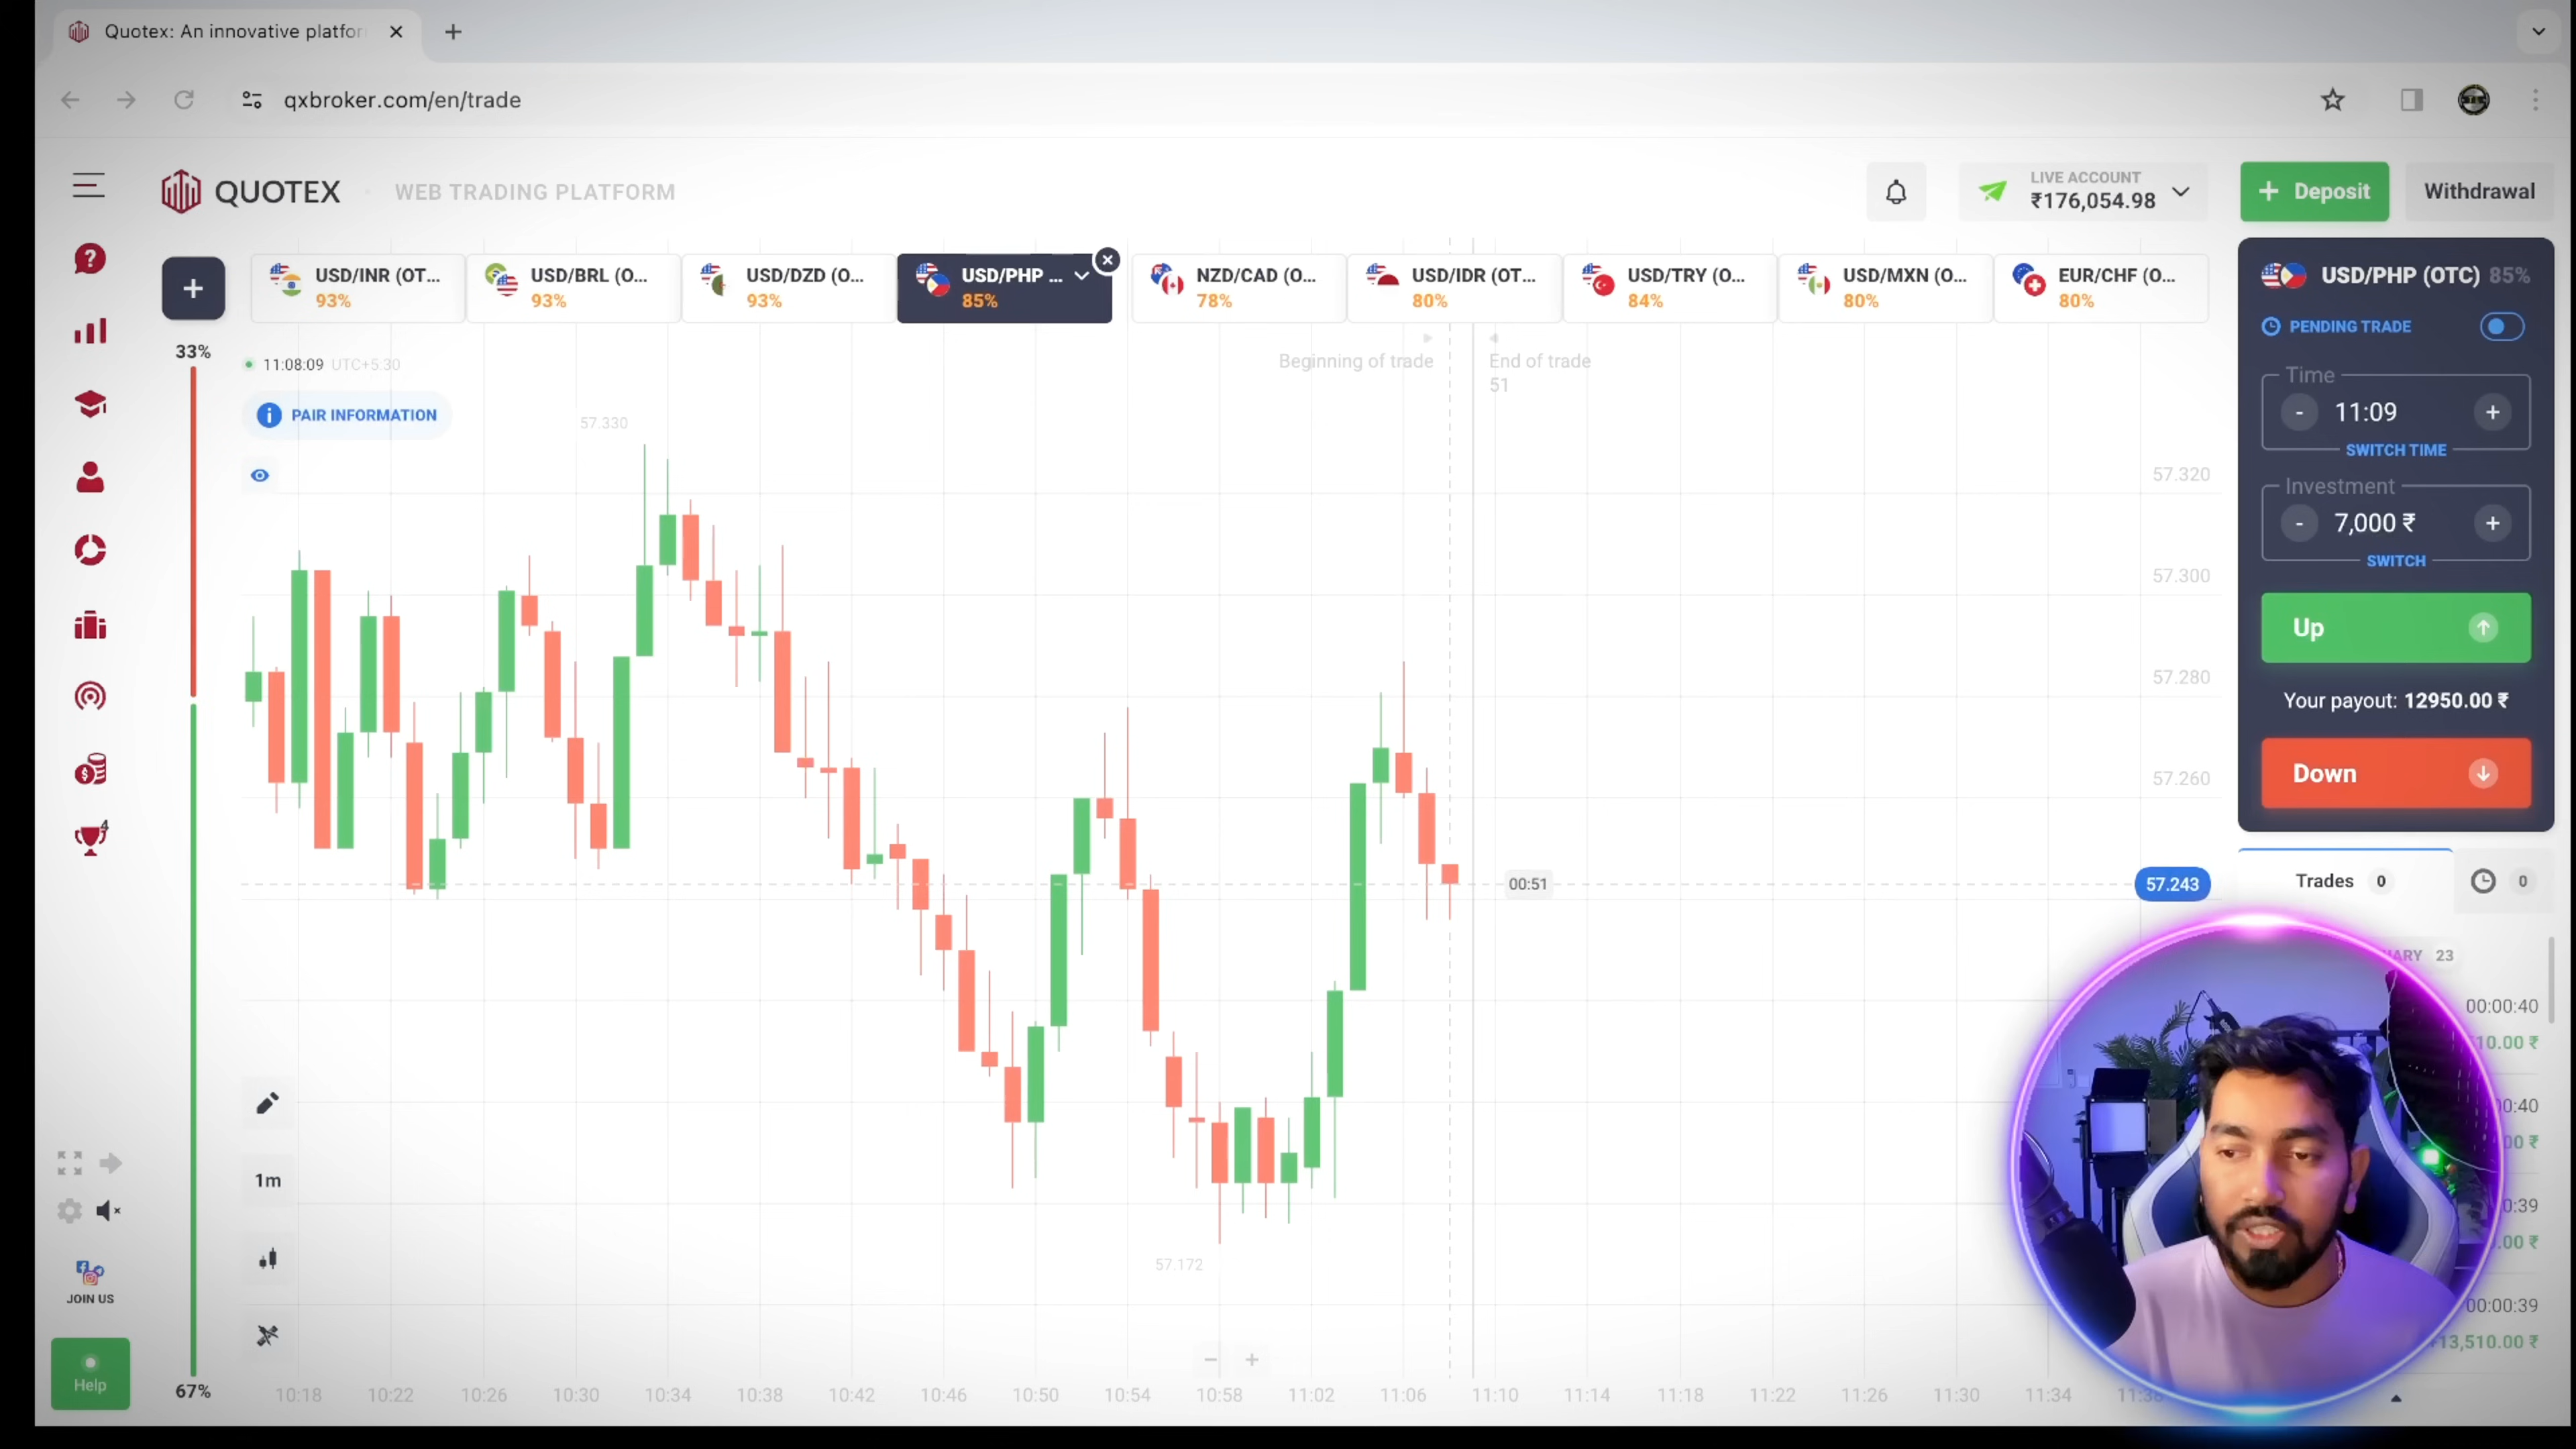 Quotex: An innovative platfor
qxbroker.com/en/trade
QUOTEX
WEB TRADING PLATFORM
LIVE ACCOUNT
₹176,054.98
+ Deposit
Withdrawal
USD/INR (OT...
93%
USD/BRL (O...
93%
USD/DZD (O...
93%
USD/PHP ...
85%
NZD/CAD (O...
78%
USD/IDR (OT...
80%
USD/TRY (O...
84%
USD/MXN (O...
80%
EUR/CHF (O...
80%
33%
11:08:09 UTC+5:30
PAIR INFORMATION
Beginning of trade
End of trade
51
57.330
57.320
57.300
57.280
57.260
57.243
00:51
57.172
USD/PHP (OTC) 85%
PENDING TRADE
Time
- 11:09 +
SWITCH TIME
Investment
- 7,000 ₹ +
SWITCH
Up
Your payout: 12950.00 ₹
Down
Trades 0
0
23
00:00:40
10.00 ₹
:40
:39
.00 ₹
00:00:39
13,510.00 ₹
4
1m
JOIN US
Help
67%
10:18 10:22 10:26 10:30 10:34 10:38 10:42 10:46 10:50 10:54 10:58 11:02 11:06 11:10 11:14 11:18 11:22 11:26 11:30 11:34